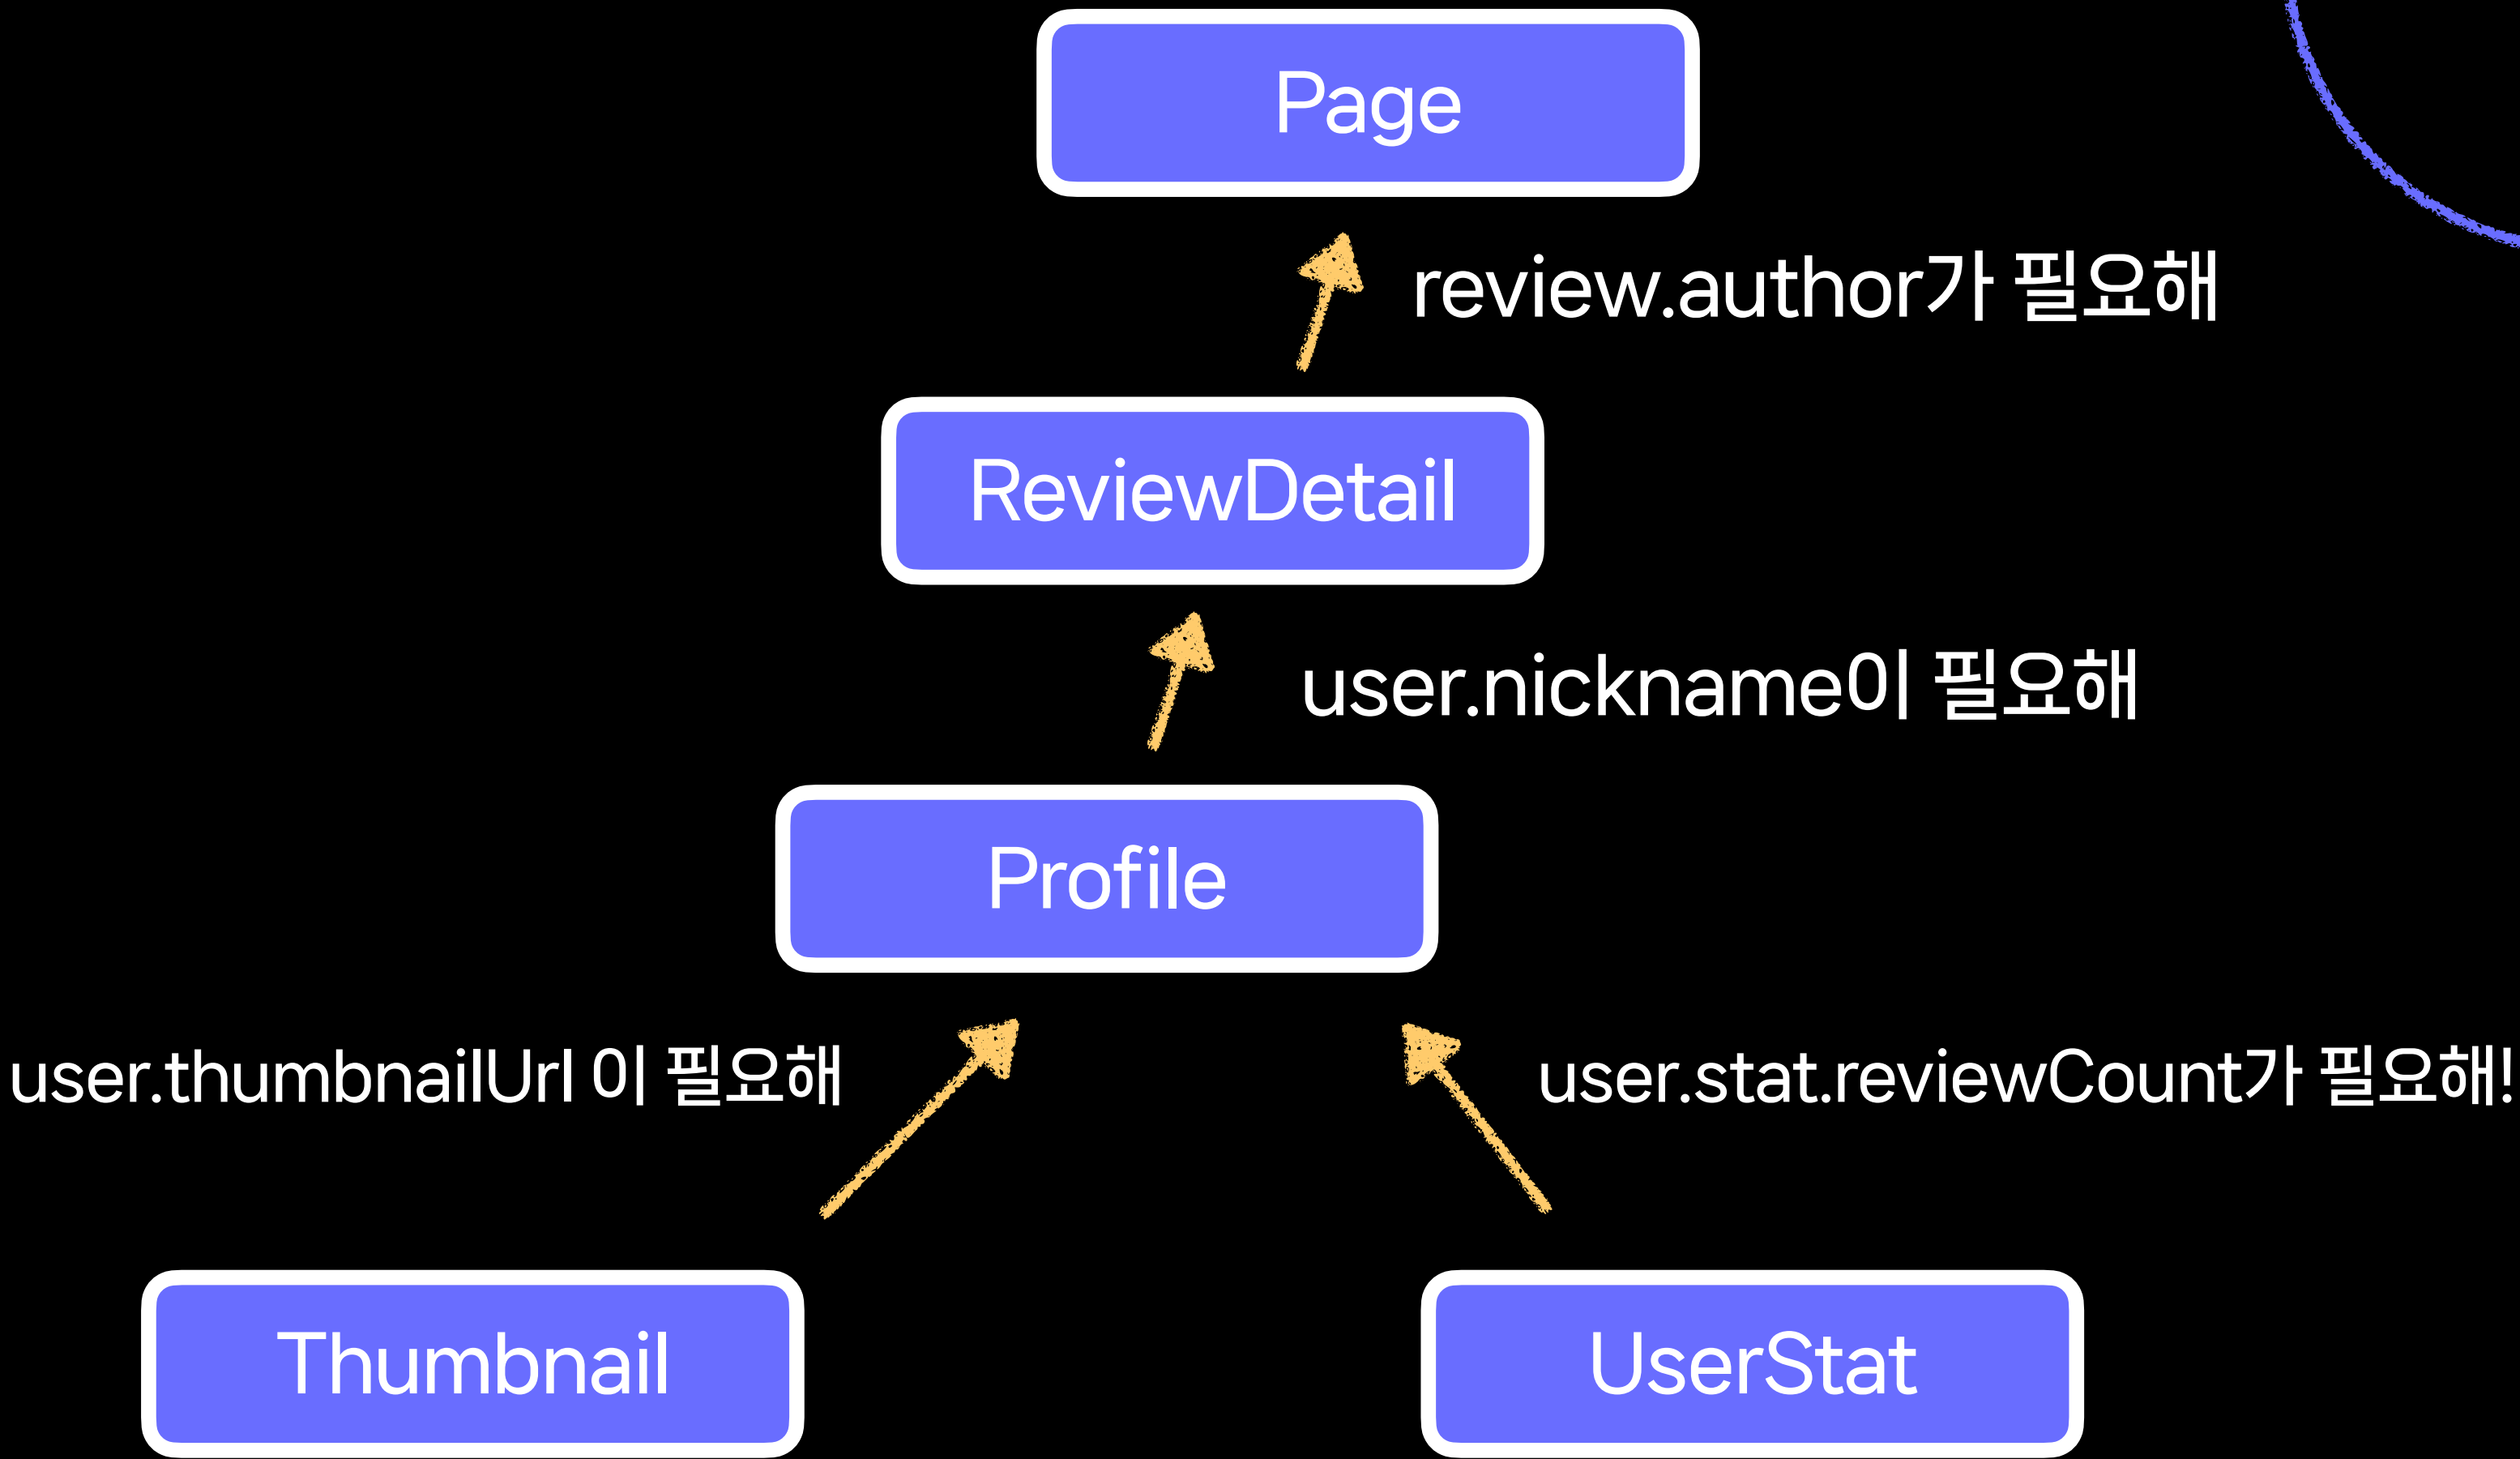 Page
review.author가 필요해
ReviewDetail
user.nickname이 필요해
Profile
user.thumbnailUrl 이 필요해
user.stat.reviewCount가 필요해!
Thumbnail
UserStat